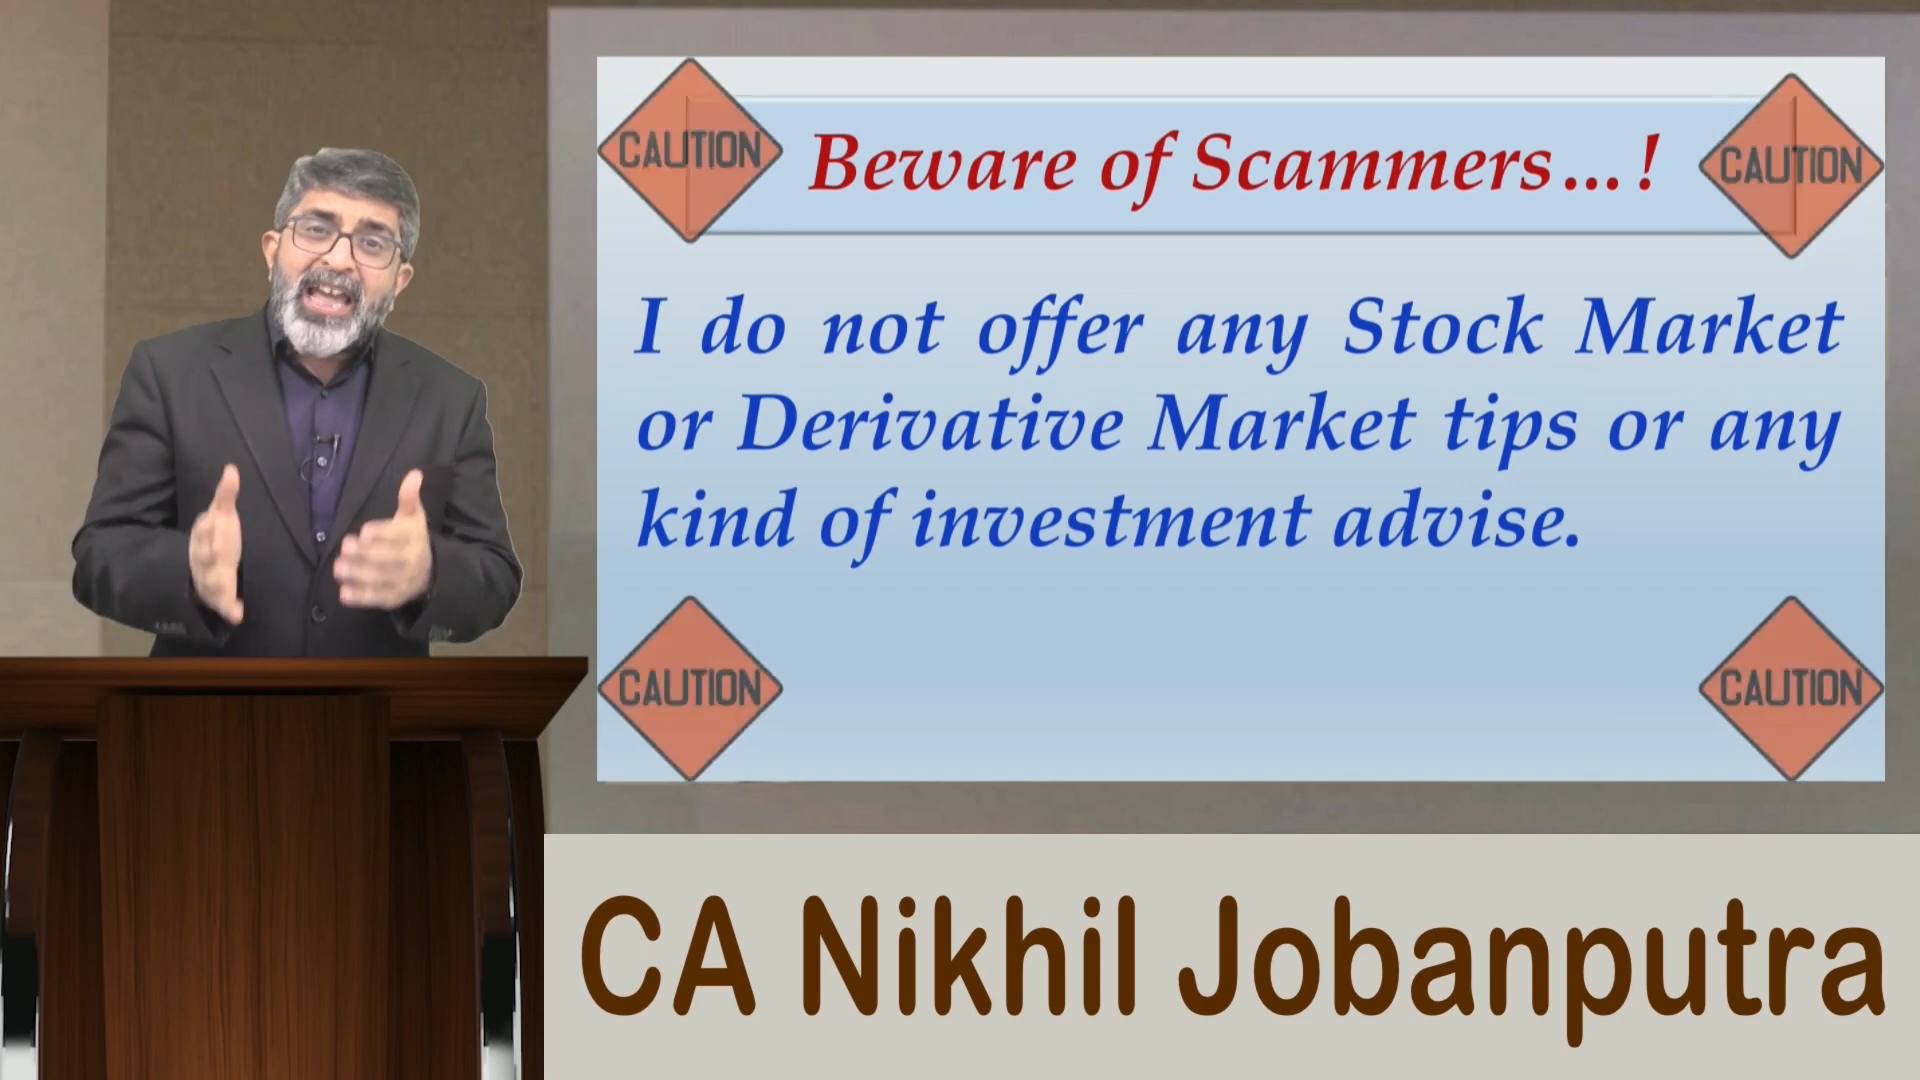 CAUTION
Beware of Scammers...!
CAUTION
I do not offer any Stock Market
or Derivative Market tips or any
kind of investment advise.
CAUTION
CAUTION
CA Nikhil Jobanputra